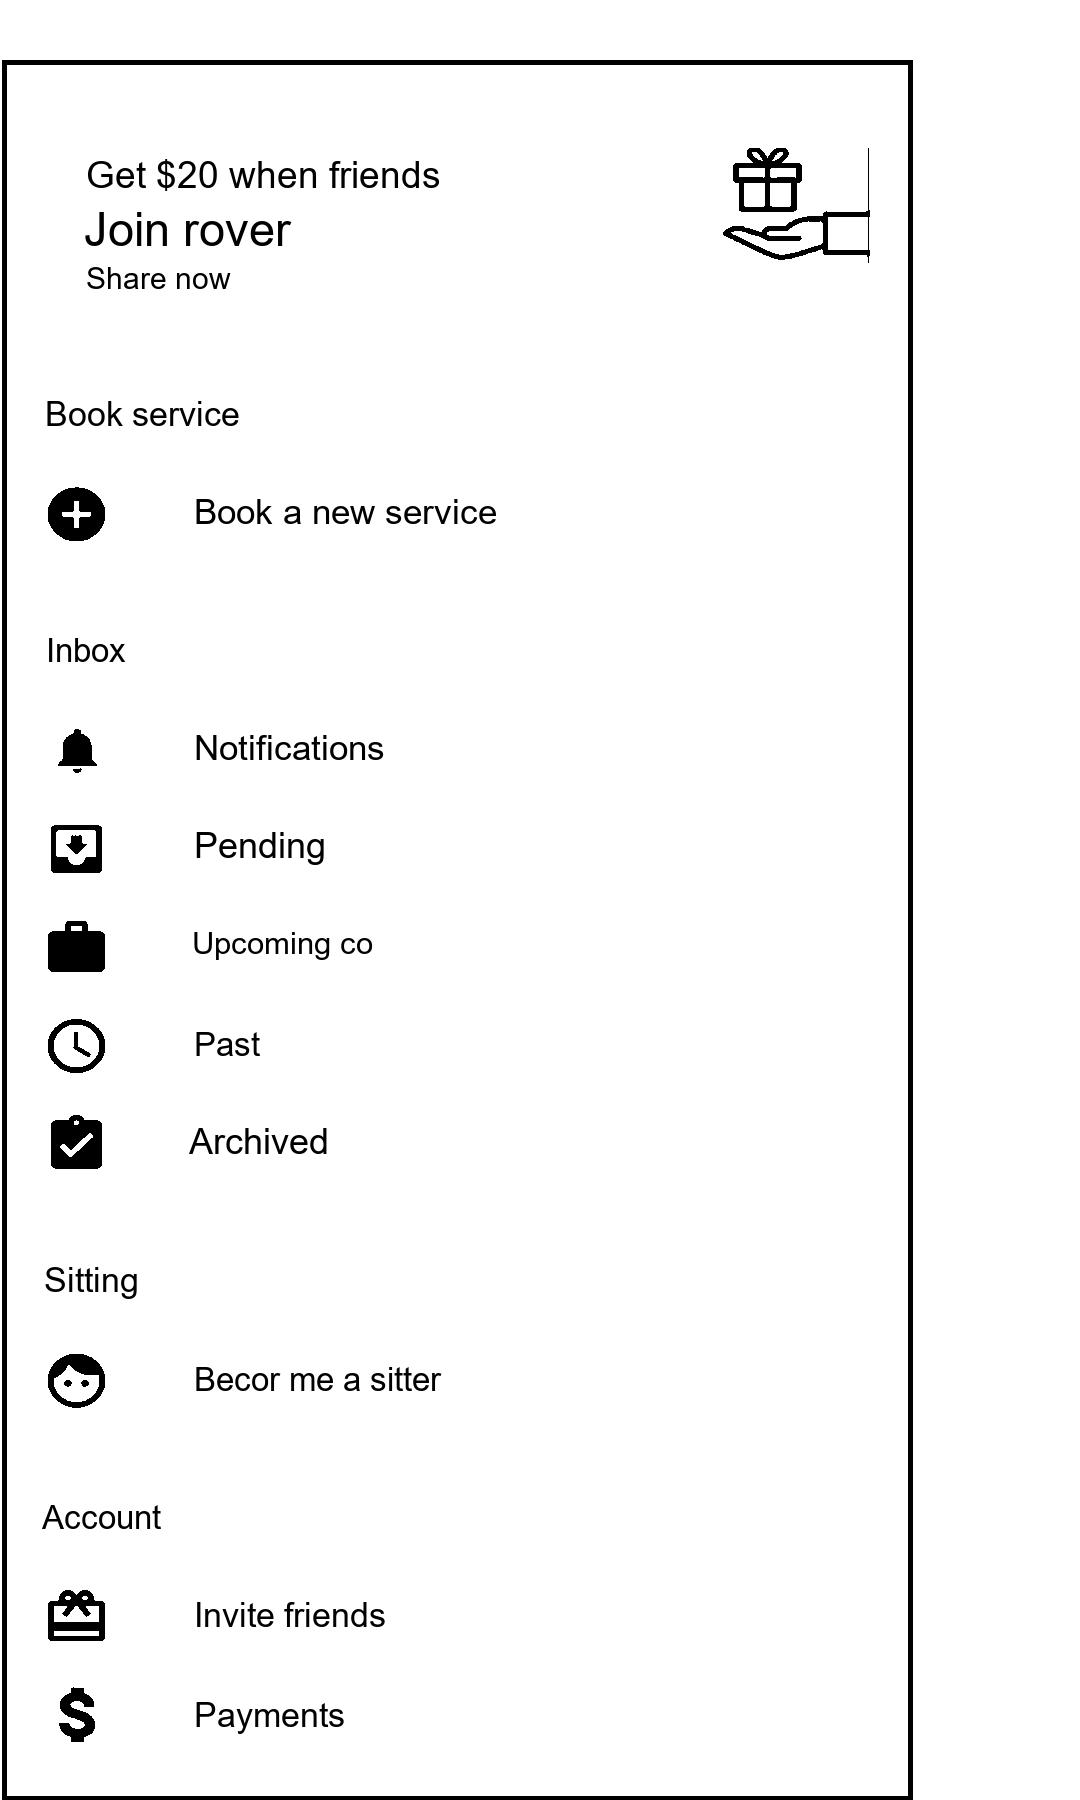 Get $20 when friends
Join rover
Share now
Book service
Book a new service
Inbox
Notifications
Pending
Upcoming co
Past
Archived
Sitting
Becor me a sitter
Account
Invite friends
Payments